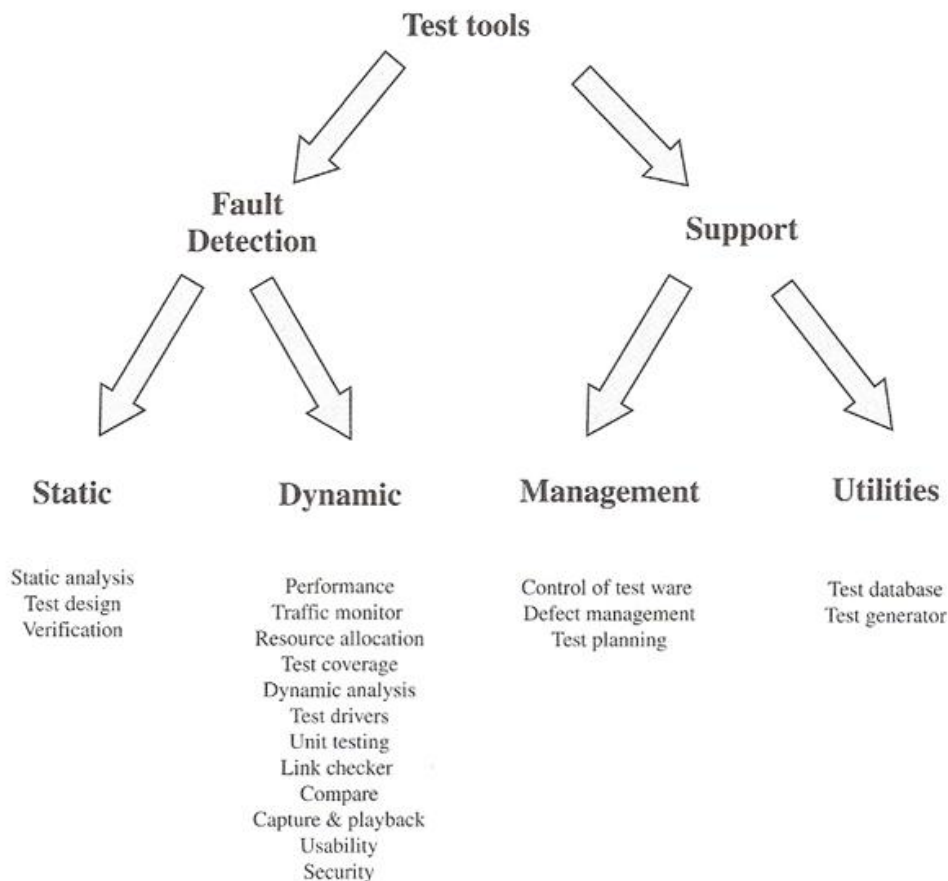 Test tools
Fault
Detection
Support
Static
Dynamic
Management
Utilities
Static analysis
Test design
Verification
Performance
Traffic monitor
Resource allocation
Test coverage
Dynamic analysis
Test drivers
Unit testing
Link checker
Compare
Capture & playback
Usability
Security
Control of test ware
Defect management
Test planning
Test database
Test generator